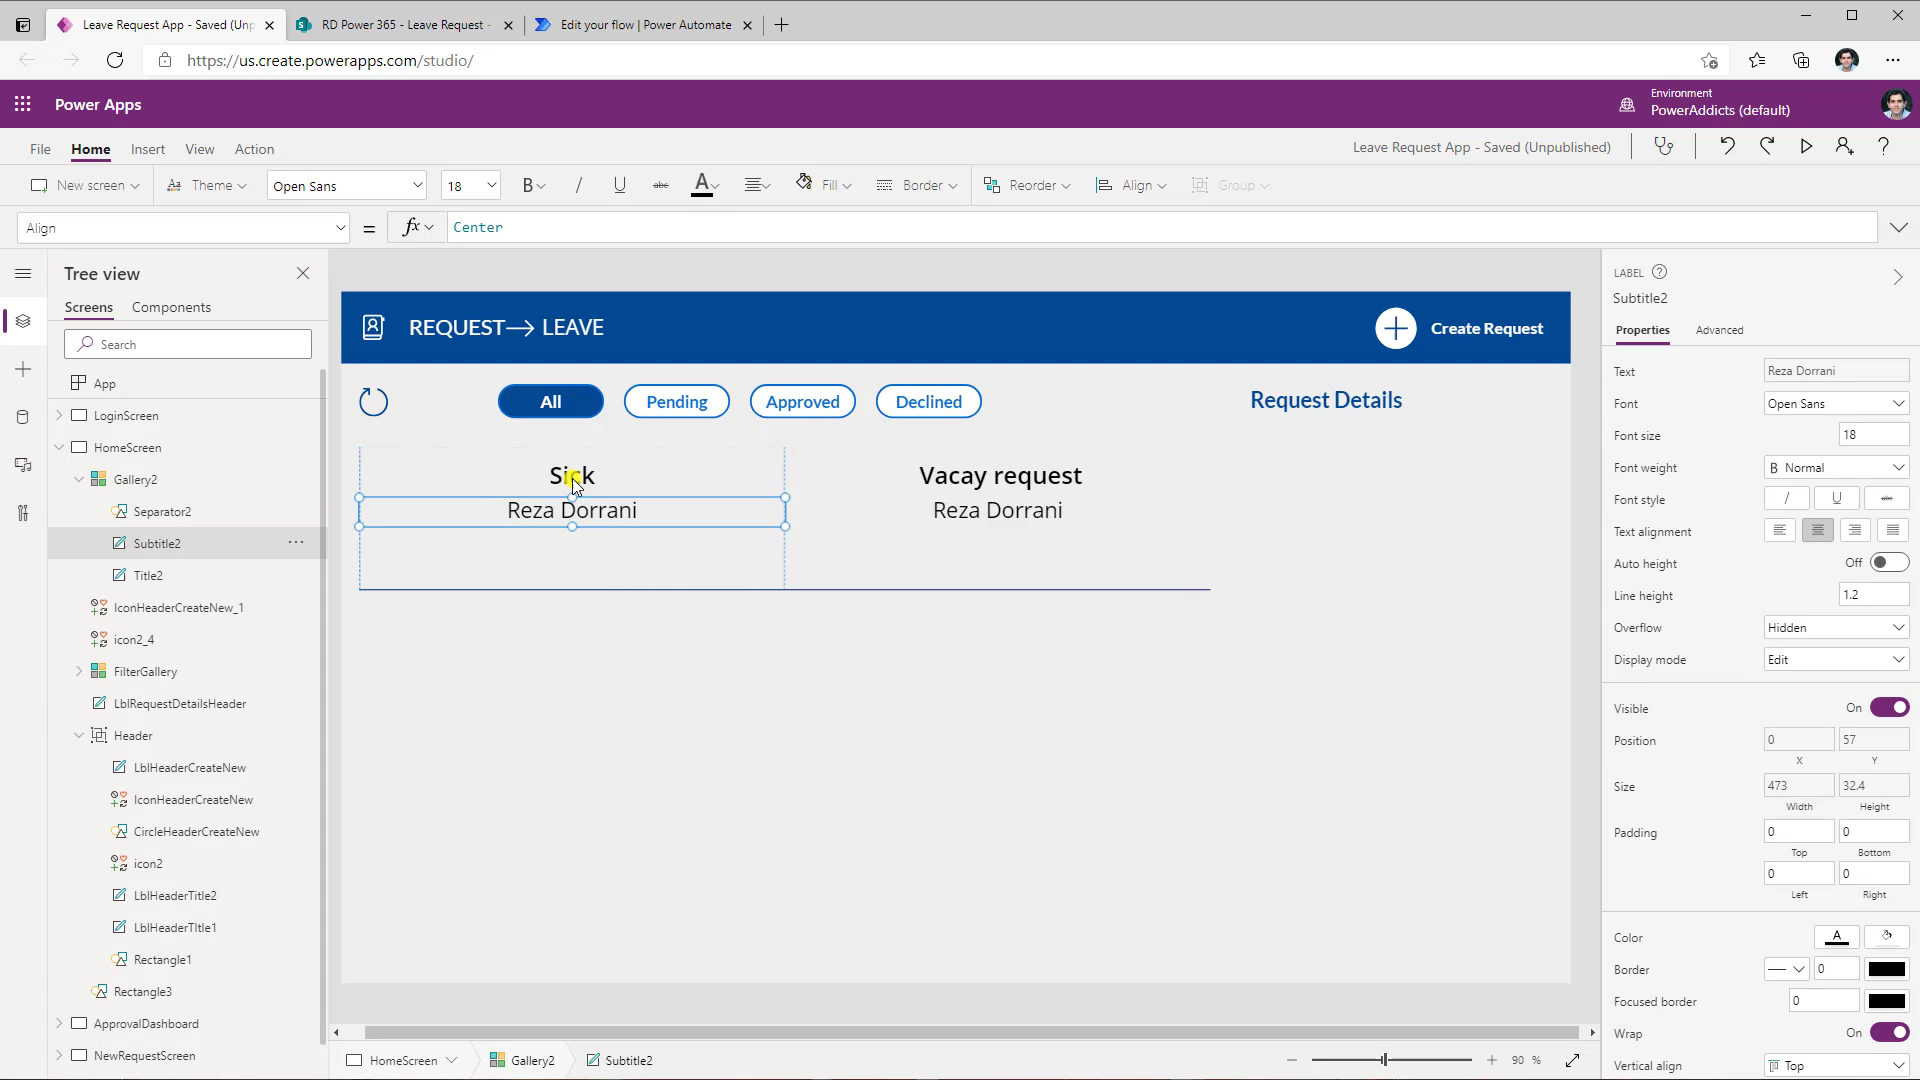 Leave Request App - Saved (Unp
RD Power 365 - Leave Request -
Edit your flow | Power Automate
https://us.create.powerapps.com/studio/
Power Apps
Environment
PowerAddicts (default)
File
Home
Insert
View
Action
Leave Request App - Saved (Unpublished)
New screen
Theme
Open Sans
18
B
/
U
abc
A
Fill
Border
Reorder
Align
Group
Align
=
fx
Center
Tree view
Screens
Components
Search
App
LoginScreen
HomeScreen
Gallery2
Separator2
Subtitle2
Title2
IconHeaderCreateNew_1
icon2_4
FilterGallery
LblRequestDetailsHeader
Header
LblHeaderCreateNew
IconHeaderCreateNew
CircleHeaderCreateNew
icon2
LblHeaderTitle2
LblHeaderTItle1
Rectangle1
Rectangle3
ApprovalDashboard
NewRequestScreen
REQUEST
LEAVE
Create Request
All
Pending
Approved
Declined
Request Details
Sick
Vacay request
Reza Dorrani
Reza Dorrani
HomeScreen
Gallery2
Subtitle2
90 %
LABEL
Subtitle2
Properties
Advanced
Text
Reza Dorrani
Font
Open Sans
Font size
18
Font weight
B Normal
Font style
/
U
abc
Text alignment
Auto height
Off
Line height
1.2
Overflow
Hidden
Display mode
Edit
Visible
On
Position
0
57
X
Y
Size
473
32.4
Width
Height
Padding
0
0
Top
Bottom
0
0
Left
Right
Color
A
Border
0
Focused border
0
Wrap
On
Vertical align
Top